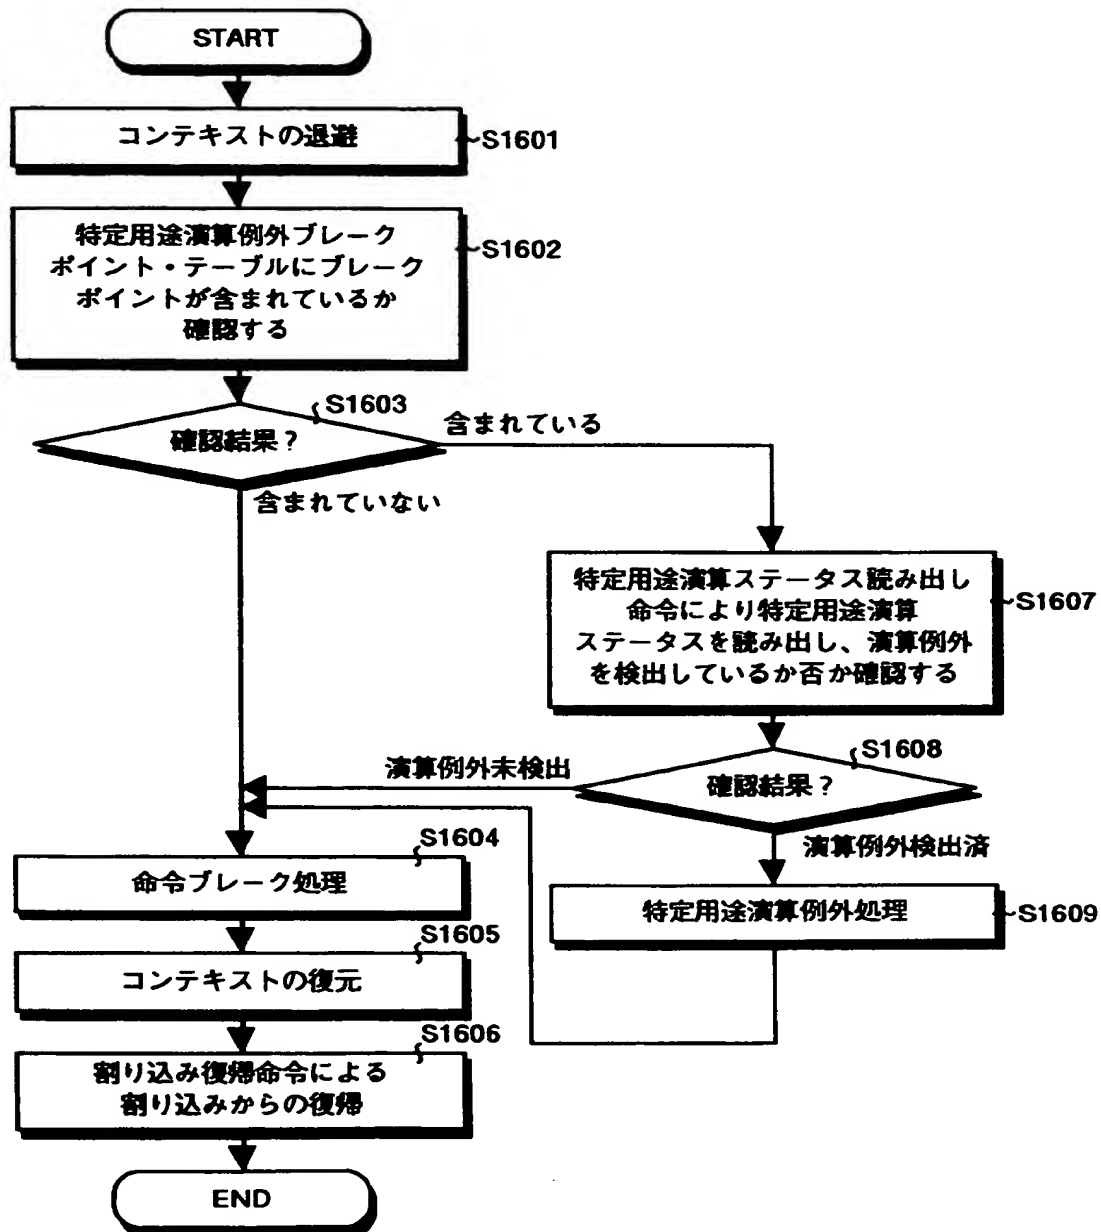 START
コンテキストの退避
S1601
特定用途演算例外ブレーク
ポイント・テーブルにブレーク
ポイントが含まれているか
確認する
S1602
S1603
確認結果？
含まれている
含まれていない
特定用途演算ステータス読み出し
命令により特定用途演算
ステータスを読み出し、演算例外
を検出しているか否か確認する
S1607
S1608
確認結果？
演算例外未検出
演算例外検出済
特定用途演算例外処理
S1609
S1604
命令ブレーク処理
S1605
コンテキストの復元
S1606
割り込み復帰命令による
割り込みからの復帰
END